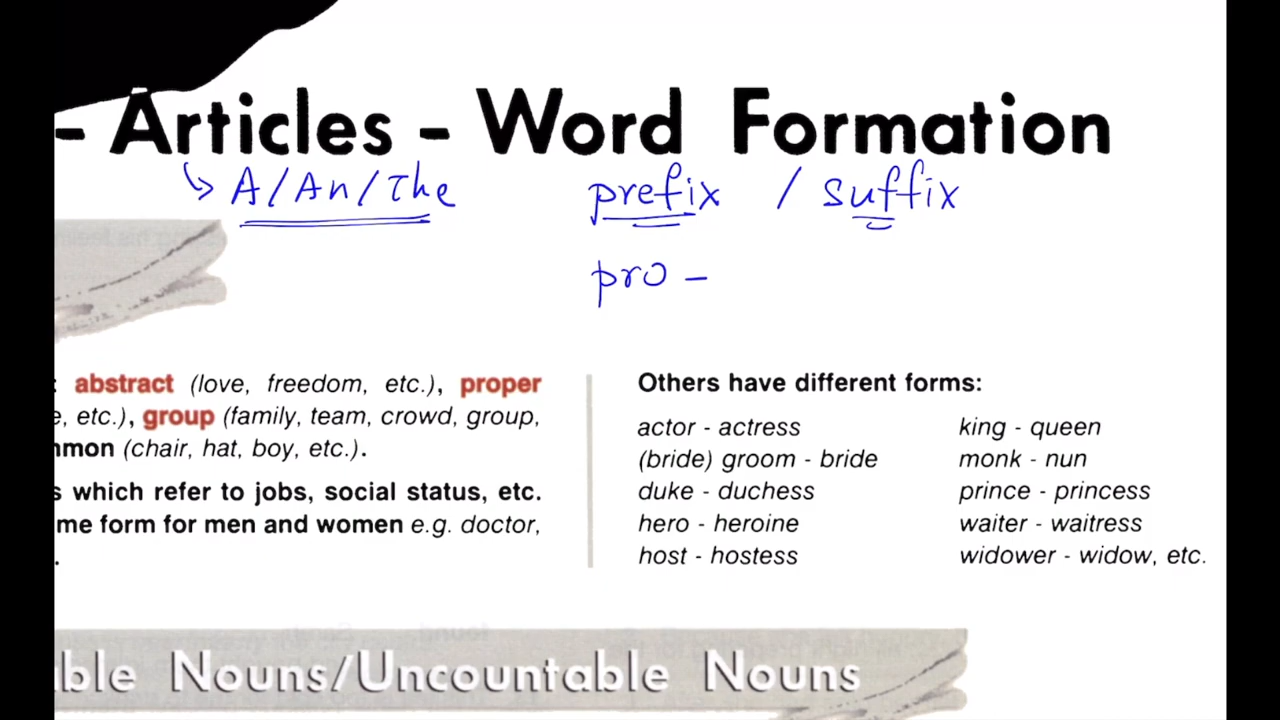 - Articles - Word Formation
↳ A/An/The prefix / suffix
pro -
: abstract (love, freedom, etc.), proper
e, etc.), group (family, team, crowd, group,
mmon (chair, hat, boy, etc.).
s which refer to jobs, social status, etc.
me form for men and women e.g. doctor,
.
Others have different forms:
actor - actress
(bride) groom - bride
duke - duchess
hero - heroine
host - hostess
king - queen
monk - nun
prince - princess
waiter - waitress
widower - widow, etc.
able Nouns/Uncountable Nouns